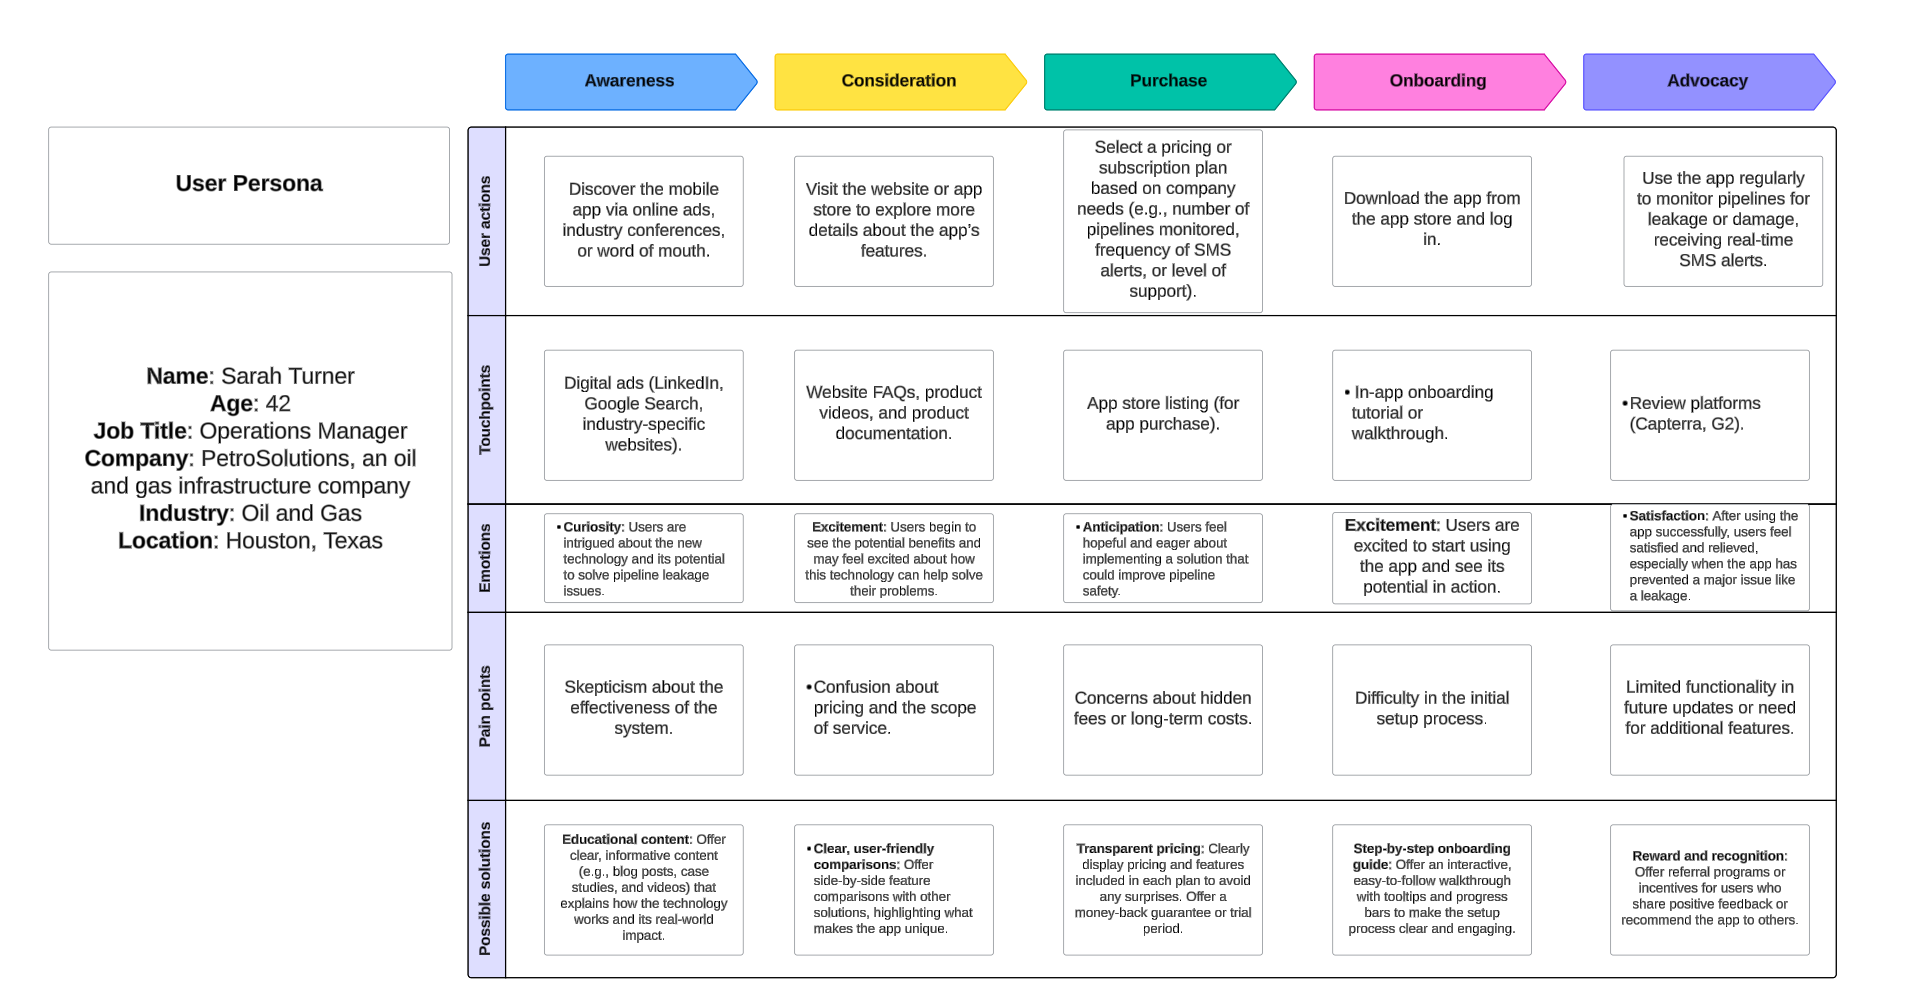 Awareness
Consideration
Purchase
Onboarding
Advocacy
User Persona
Name: Sarah Turner
Age: 42
Job Title: Operations Manager
Company: PetroSolutions, an oil
and gas infrastructure company
Industry: Oil and Gas
Location: Houston, Texas
User actions
Discover the mobile
app via online ads,
industry conferences,
or word of mouth.
Visit the website or app
store to explore more
details about the app's
features.
Select a pricing or
subscription plan
based on company
needs (e.g., number of
pipelines monitored,
frequency of SMS
alerts, or level of
support).
Download the app from
the app store and log
in.
Use the app regularly
to monitor pipelines for
leakage or damage,
receiving real-time
SMS alerts.
Touchpoints
Digital ads (LinkedIn,
Google Search,
industry-specific
websites).
Website FAQs, product
videos, and product
documentation.
App store listing (for
app purchase).
• In-app onboarding
tutorial or
walkthrough.
• Review platforms
(Capterra, G2).
Emotions
• Curiosity: Users are
intrigued about the new
technology and its potential
to solve pipeline leakage
issues.
Excitement: Users begin to
see the potential benefits and
may feel excited about how
this technology can help solve
their problems.
• Anticipation: Users feel
hopeful and eager about
implementing a solution that
could improve pipeline
safety.
Excitement: Users are
excited to start using
the app and see its
potential in action.
• Satisfaction: After using the
app successfully, users feel
satisfied and relieved,
especially when the app has
prevented a major issue like
a leakage.
Pain points
Skepticism about the
effectiveness of the
system.
• Confusion about
pricing and the scope
of service.
Concerns about hidden
fees or long-term costs.
Difficulty in the initial
setup process.
Limited functionality in
future updates or need
for additional features.
Possible solutions
Educational content: Offer
clear, informative content
(e.g., blog posts, case
studies, and videos) that
explains how the technology
works and its real-world
impact.
• Clear, user-friendly
comparisons: Offer
side-by-side feature
comparisons with other
solutions, highlighting what
makes the app unique.
Transparent pricing: Clearly
display pricing and features
included in each plan to avoid
any surprises. Offer a
money-back guarantee or trial
period.
Step-by-step onboarding
guide: Offer an interactive,
easy-to-follow walkthrough
with tooltips and progress
bars to make the setup
process clear and engaging.
Reward and recognition:
Offer referral programs or
incentives for users who
share positive feedback or
recommend the app to others.